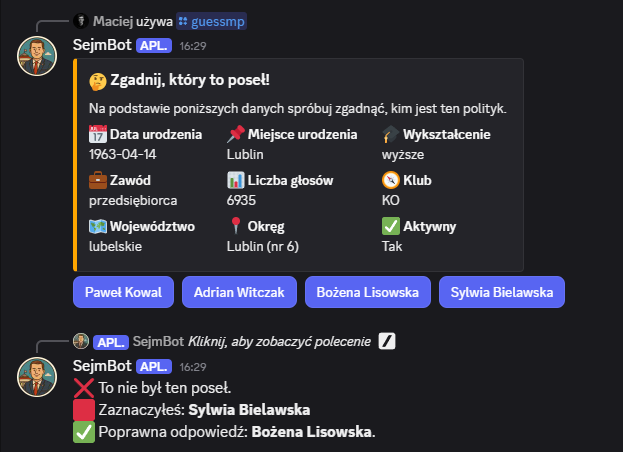 Maciej używa guessmp
SejmBot APL. 16:29
Zgadnij, który to poseł!
Na podstawie poniższych danych spróbuj zgadnąć, kim jest ten polityk.
Data urodzenia Miejsce urodzenia Wykształcenie
1963-04-14 Lublin wyższe
Zawód Liczba głosów Klub
przedsiębiorca 6935 KO
Województwo Okręg Aktywny
lubelskie Lublin (nr 6) Tak
Paweł Kowal Adrian Witczak Bożena Lisowska Sylwia Bielawska
APL. SejmBot Kliknij, aby zobaczyć polecenie
SejmBot APL. 16:29
To nie był ten poseł.
Zaznaczyłeś: Sylwia Bielawska
Poprawna odpowiedź: Bożena Lisowska.